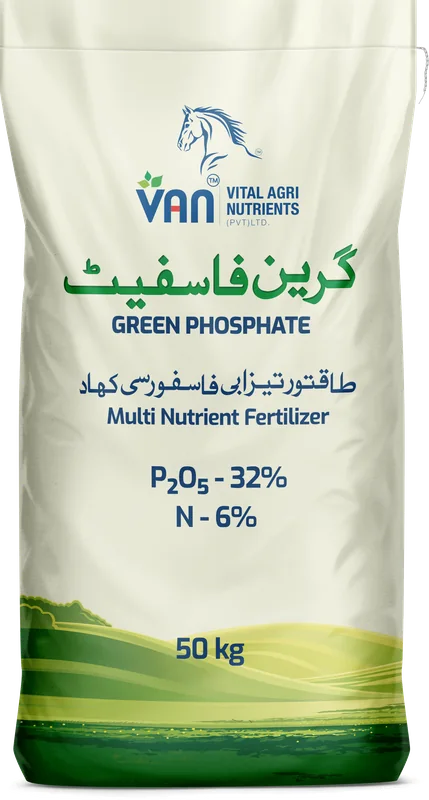 VAN™
VITAL AGRI
NUTRIENTS
(PVT)LTD.
گرین فاسفیٹ
GREEN PHOSPHATE
طاقتور تیزابی فاسفورسی کھاد
Multi Nutrient Fertilizer
P₂O₅ - 32%
N - 6%
50 kg